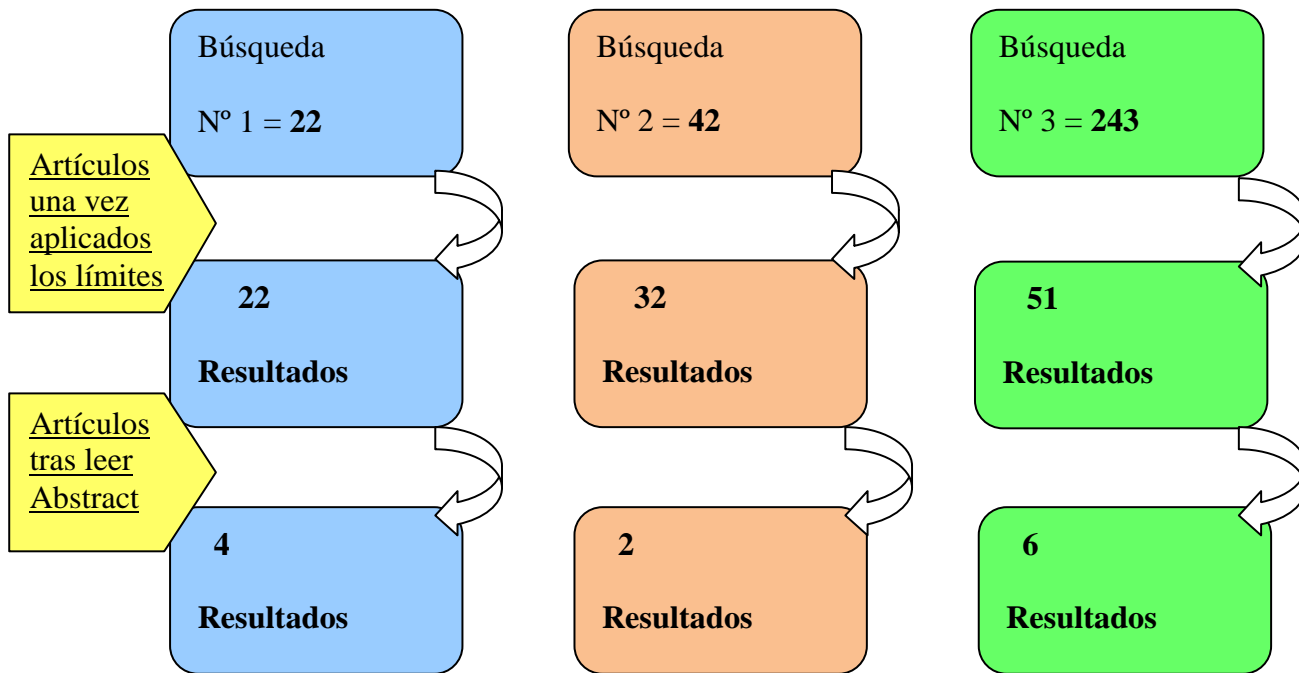 Búsqueda
Nº 1 = 22
Búsqueda
Nº 2 = 42
Búsqueda
Nº 3 = 243
Artículos
una vez
aplicados
los límites
22
Resultados
32
Resultados
51
Resultados
Artículos
tras leer
Abstract
4
Resultados
2
Resultados
6
Resultados